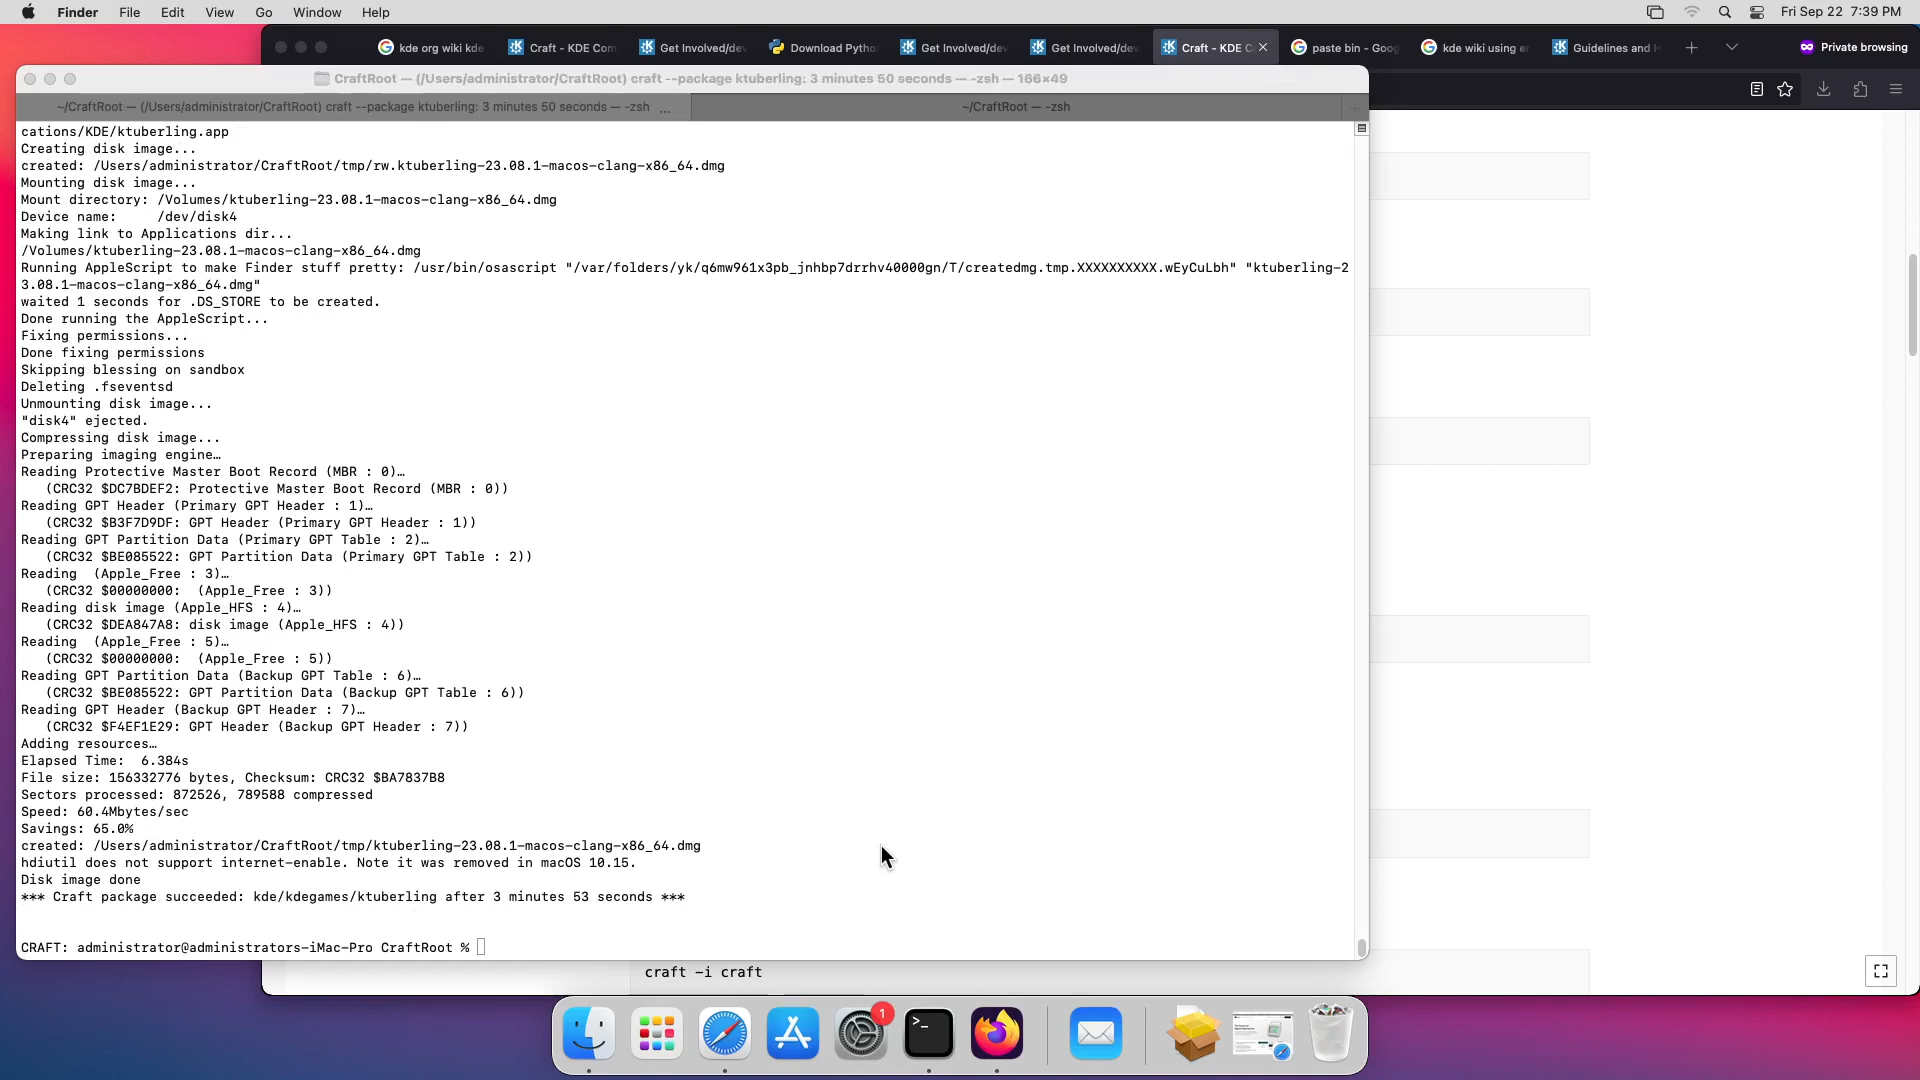 Finder File Edit View Go Window Help
Fri Sep 22 7:39 PM
kde org wiki kde
Craft - KDE Com
Get Involved/dev
Download Python
Get Involved/dev
Get Involved/dev
Craft - KDE C
paste bin - Goog
kde wiki using er
Guidelines and H
Private browsing
CraftRoot — (/Users/administrator/CraftRoot) craft --package ktuberling: 3 minutes 50 seconds — -zsh — 166×49
~/CraftRoot — (/Users/administrator/CraftRoot) craft --package ktuberling: 3 minutes 50 seconds — -zsh ...
~/CraftRoot — -zsh
cations/KDE/ktuberling.app
Creating disk image...
created: /Users/administrator/CraftRoot/tmp/rw.ktuberling-23.08.1-macos-clang-x86_64.dmg
Mounting disk image...
Mount directory: /Volumes/ktuberling-23.08.1-macos-clang-x86_64.dmg
Device name:     /dev/disk4
Making link to Applications dir...
/Volumes/ktuberling-23.08.1-macos-clang-x86_64.dmg
Running AppleScript to make Finder stuff pretty: /usr/bin/osascript "/var/folders/yk/q6mw961x3pb_jnhbp7drrhv40000gn/T/createdmg.tmp.XXXXXXXXXX.wEyCuLbh" "ktuberling-2
3.08.1-macos-clang-x86_64.dmg"
waited 1 seconds for .DS_STORE to be created.
Done running the AppleScript...
Fixing permissions...
Done fixing permissions
Skipping blessing on sandbox
Deleting .fseventsd
Unmounting disk image...
"disk4" ejected.
Compressing disk image...
Preparing imaging engine…
Reading Protective Master Boot Record (MBR : 0)…
   (CRC32 $DC7BDEF2: Protective Master Boot Record (MBR : 0))
Reading GPT Header (Primary GPT Header : 1)…
   (CRC32 $B3F7D9DF: GPT Header (Primary GPT Header : 1))
Reading GPT Partition Data (Primary GPT Table : 2)…
   (CRC32 $BE085522: GPT Partition Data (Primary GPT Table : 2))
Reading  (Apple_Free : 3)…
   (CRC32 $00000000:  (Apple_Free : 3))
Reading disk image (Apple_HFS : 4)…
   (CRC32 $DEA847A8: disk image (Apple_HFS : 4))
Reading  (Apple_Free : 5)…
   (CRC32 $00000000:  (Apple_Free : 5))
Reading GPT Partition Data (Backup GPT Table : 6)…
   (CRC32 $BE085522: GPT Partition Data (Backup GPT Table : 6))
Reading GPT Header (Backup GPT Header : 7)…
   (CRC32 $F4EF1E29: GPT Header (Backup GPT Header : 7))
Adding resources…
Elapsed Time:  6.384s
File size: 156332776 bytes, Checksum: CRC32 $BA7837B8
Sectors processed: 872526, 789588 compressed
Speed: 60.4Mbytes/sec
Savings: 65.0%
created: /Users/administrator/CraftRoot/tmp/ktuberling-23.08.1-macos-clang-x86_64.dmg
hdiutil does not support internet-enable. Note it was removed in macOS 10.15.
Disk image done
*** Craft package succeeded: kde/kdegames/ktuberling after 3 minutes 53 seconds ***
CRAFT: administrator@administrators-iMac-Pro CraftRoot %
craft -i craft
1
>_